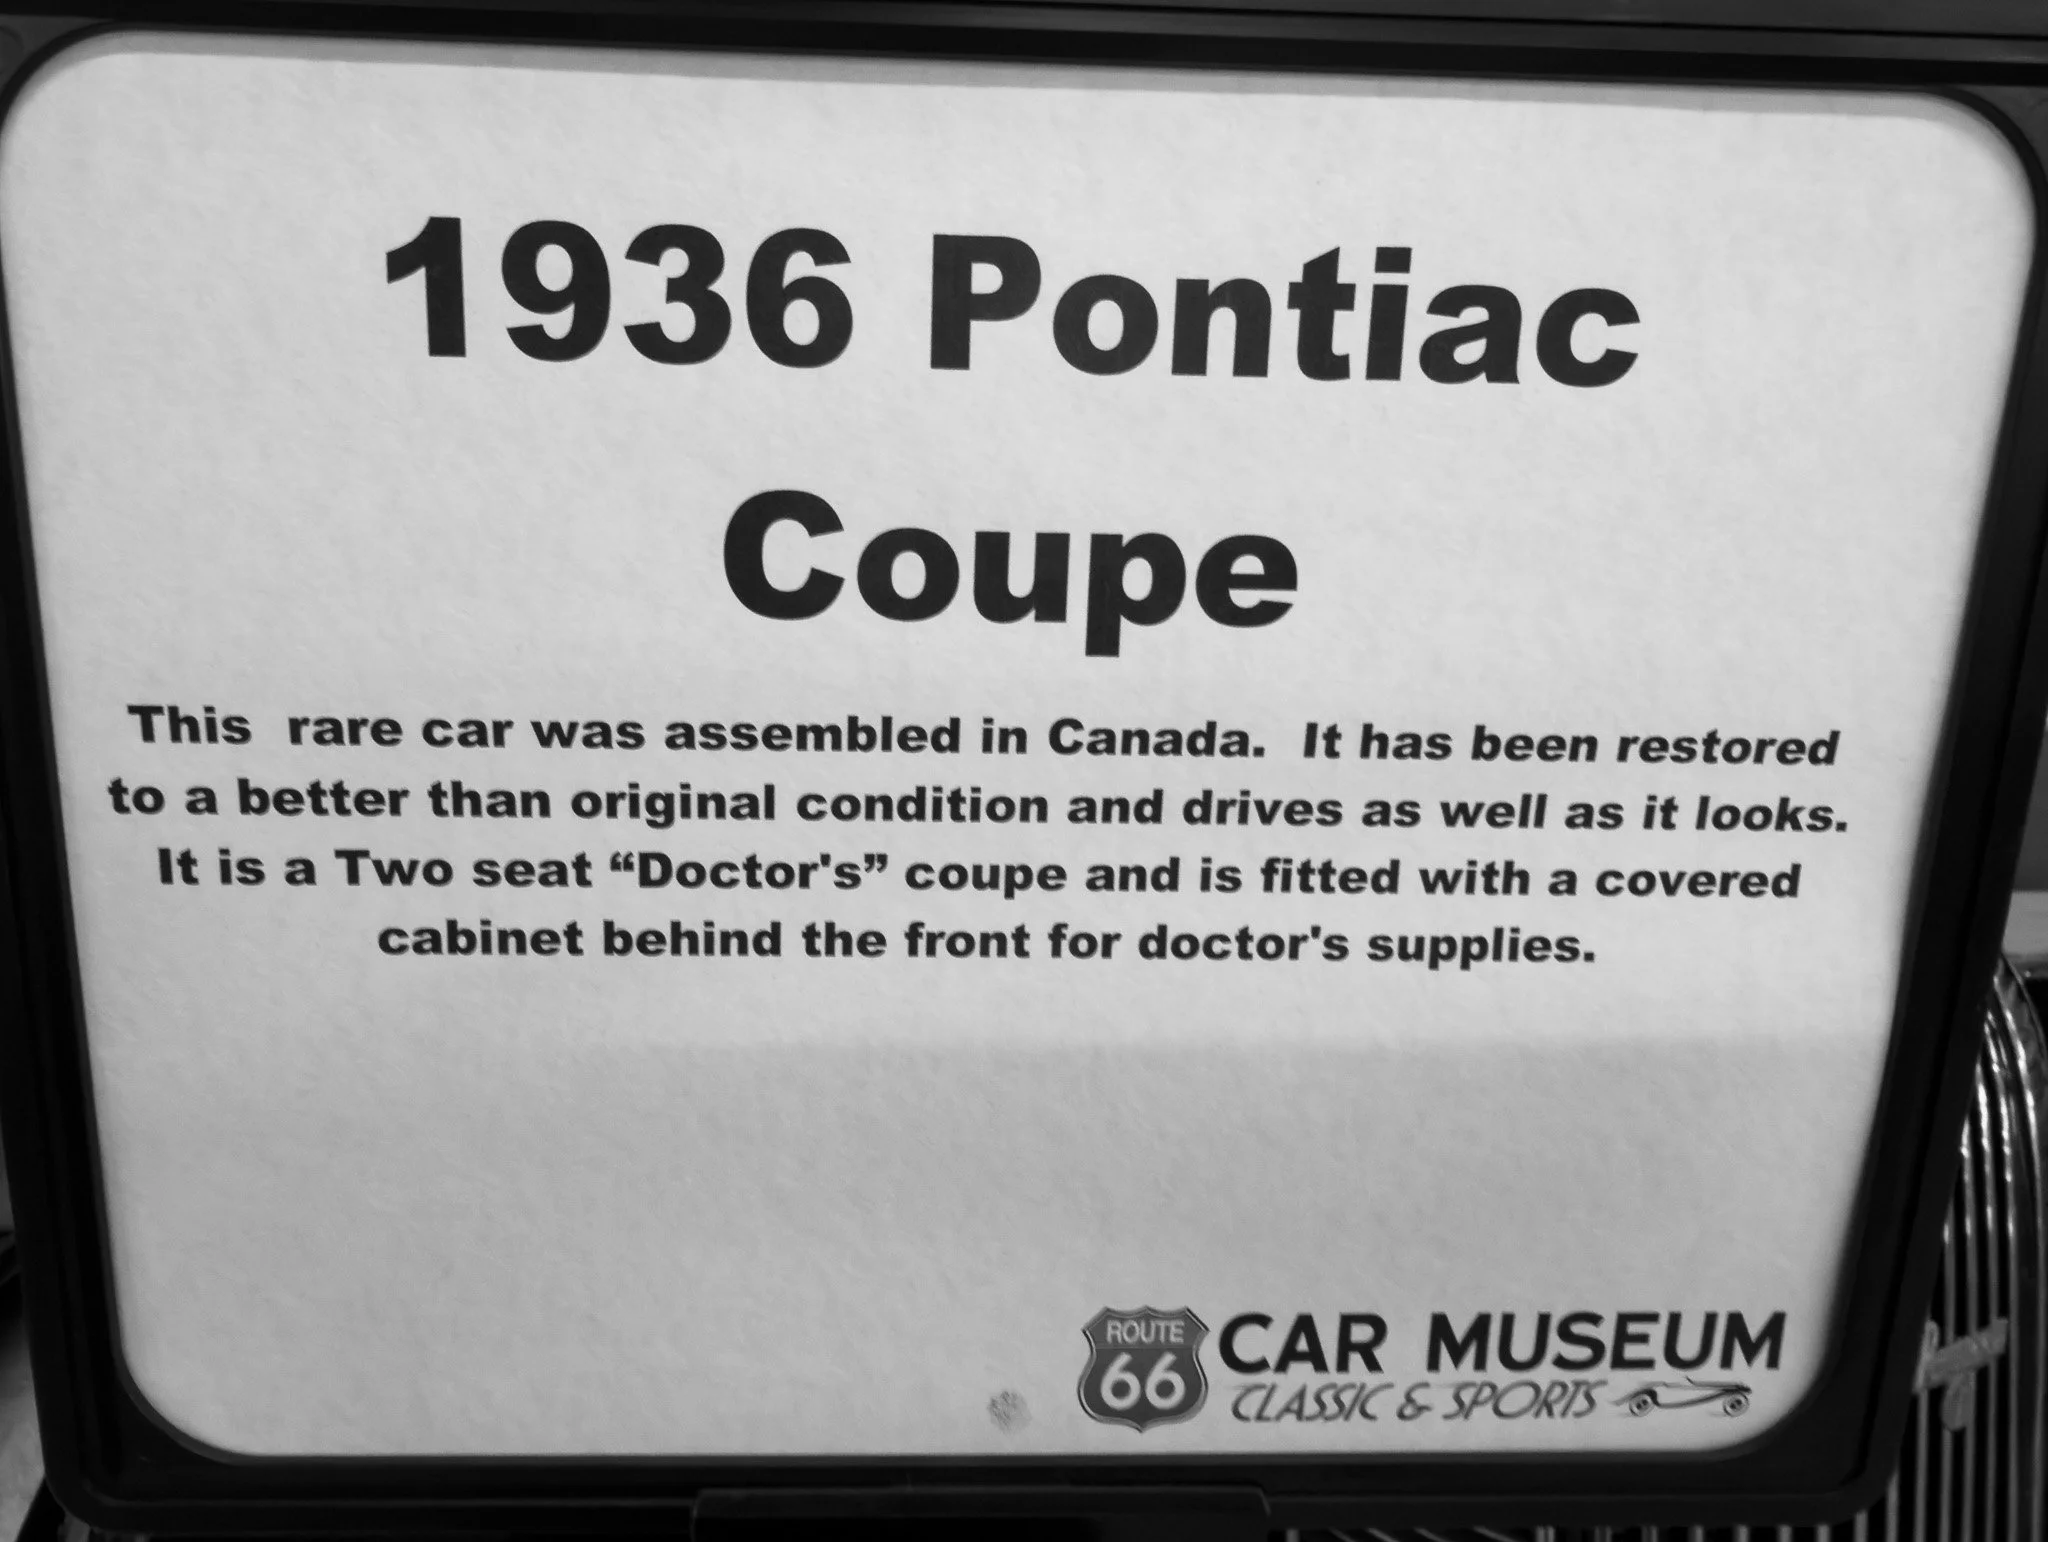 1936 Pontiac
Coupe
This  rare car was assembled in Canada.  It has been restored
to a better than original condition and drives as well as it looks.
It is a Two seat “Doctor's” coupe and is fitted with a covered
cabinet behind the front for doctor's supplies.
ROUTE
66
CAR MUSEUM
CLASSIC & SPORTS